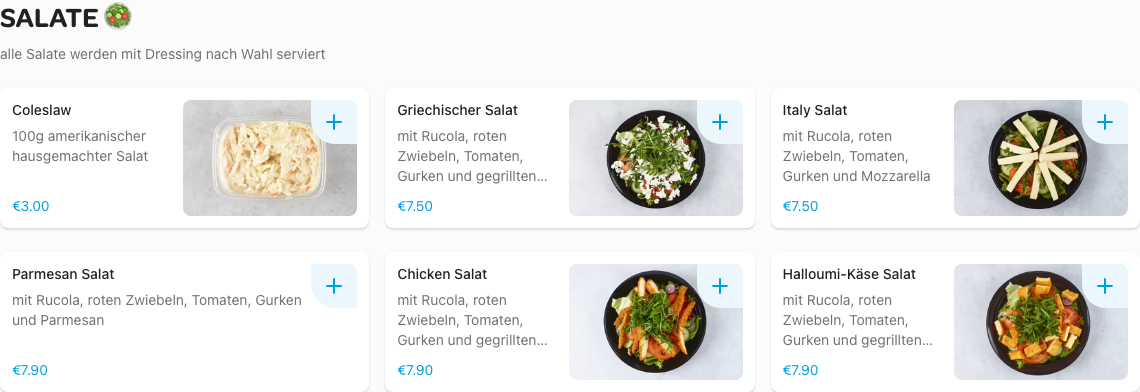 SALATE
alle Salate werden mit Dressing nach Wahl serviert
Coleslaw
100g amerikanischer
hausgemachter Salat
€3.00
Griechischer Salat
mit Rucola, roten
Zwiebeln, Tomaten,
Gurken und gegrillten...
€7.50
Italy Salat
mit Rucola, roten
Zwiebeln, Tomaten,
Gurken und Mozzarella
€7.50
Parmesan Salat
mit Rucola, roten Zwiebeln, Tomaten, Gurken
und Parmesan
€7.90
Chicken Salat
mit Rucola, roten
Zwiebeln, Tomaten,
Gurken und gegrillten...
€7.90
Halloumi-Käse Salat
mit Rucola, roten
Zwiebeln, Tomaten,
Gurken und gegrillten...
€7.90